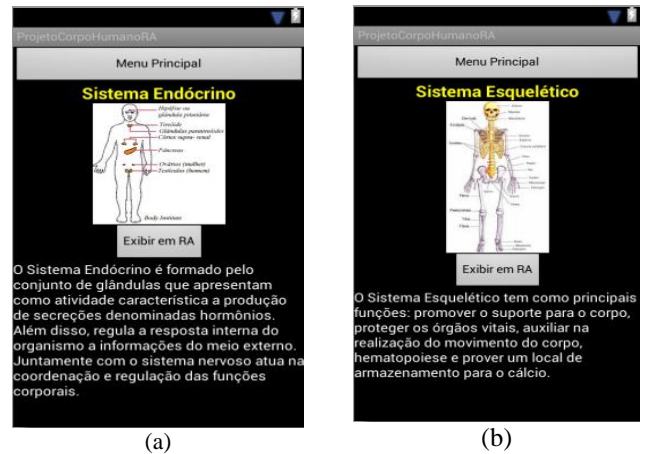 ProjetoCorpoHumanoRA
Menu Principal
Sistema Endócrino
Hipófise ou
glândula pituitária
Tireóide
Glândulas paratireóides
Córtex supra-renal
Pâncreas
Ovários (mulher)
Testículos (homem)
Body Institute
Exibir em RA
O Sistema Endócrino é formado pelo
conjunto de glândulas que apresentam
como atividade característica a produção
de secreções denominadas hormônios.
Além disso, regula a resposta interna do
organismo a informações do meio externo.
Juntamente com o sistema nervoso atua na
coordenação e regulação das funções
corporais.
(a)
ProjetoCorpoHumanoRA
Menu Principal
Sistema Esquelético
Exibir em RA
O Sistema Esquelético tem como principais
funções: promover o suporte para o corpo,
proteger os órgãos vitais, auxiliar na
realização do movimento do corpo,
hematopoiese e prover um local de
armazenamento para o cálcio.
(b)